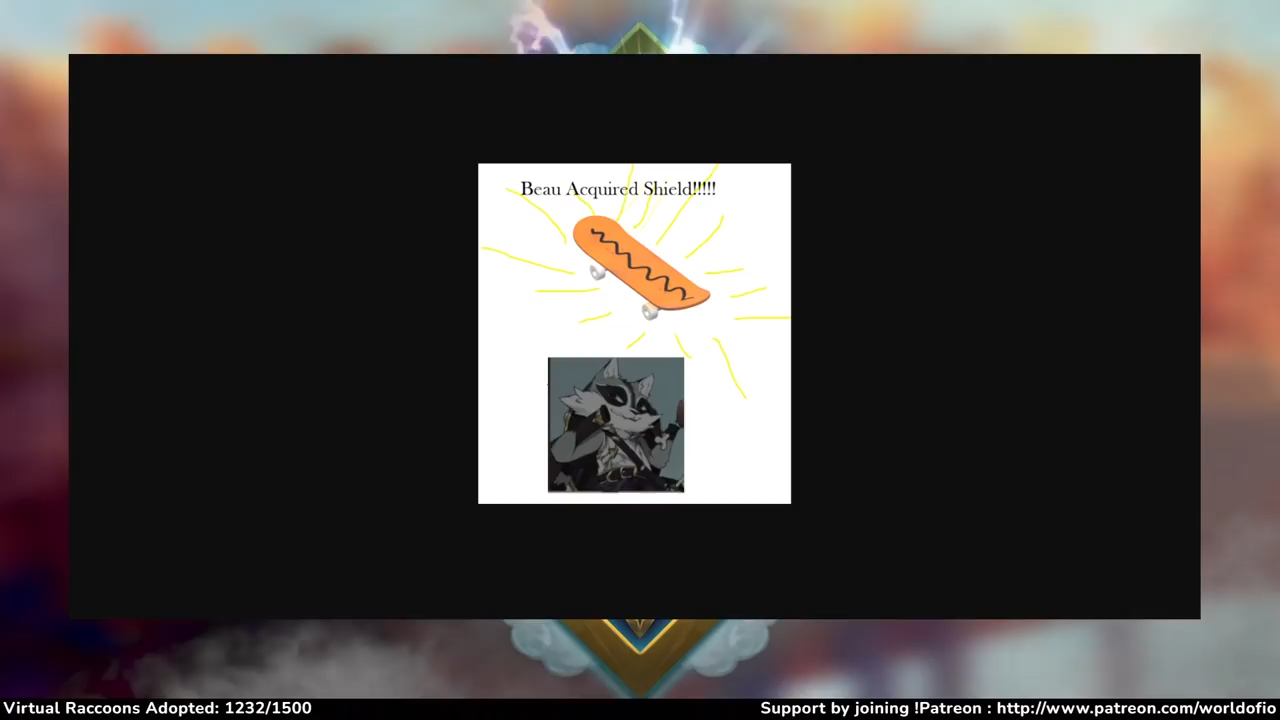 Beau Acquired Shield!!!!!
Virtual Raccoons Adopted: 1232/1500
Support by joining !Patreon : http://www.patreon.com/worldofio